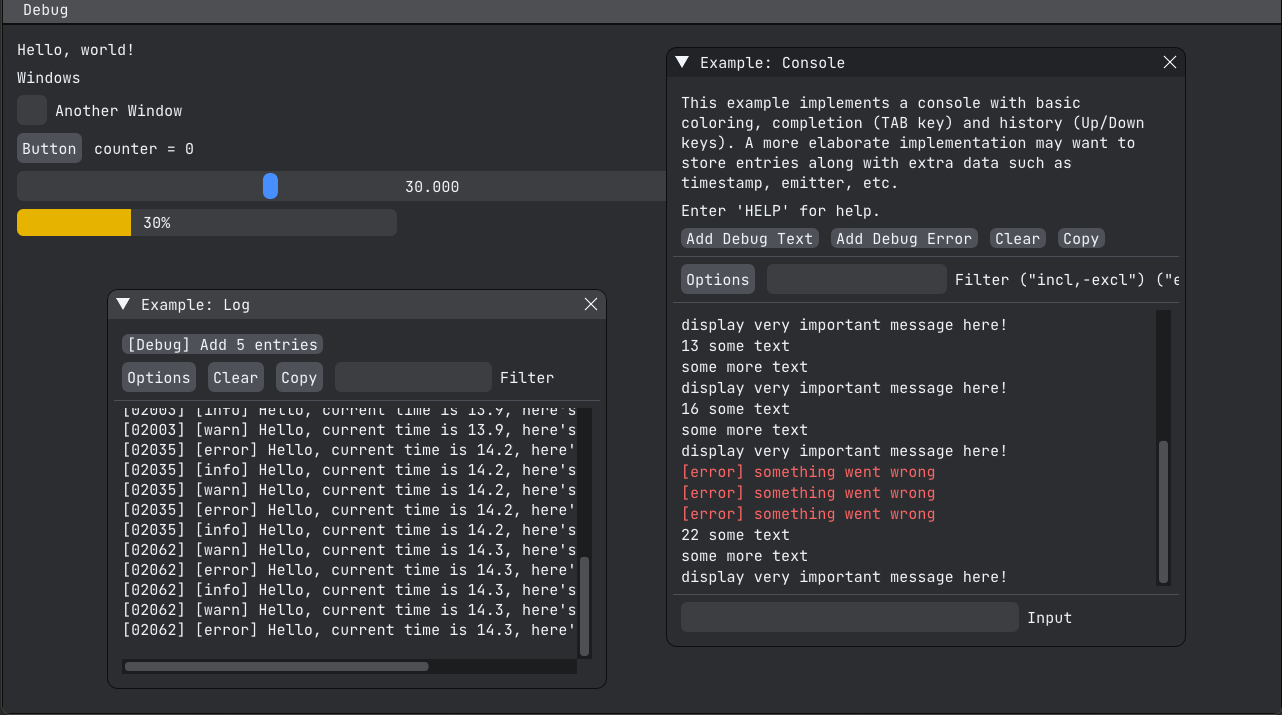 Debug
Hello, world!
Windows
Another Window
Button counter = 0
30.000
30%
Example: Log
[Debug] Add 5 entries
Options Clear Copy Filter
[02003] [info] Hello, current time is 13.9, here's
[02003] [warn] Hello, current time is 13.9, here's
[02035] [error] Hello, current time is 14.2, here'
[02035] [info] Hello, current time is 14.2, here's
[02035] [warn] Hello, current time is 14.2, here's
[02035] [error] Hello, current time is 14.2, here'
[02035] [info] Hello, current time is 14.2, here's
[02062] [warn] Hello, current time is 14.3, here's
[02062] [error] Hello, current time is 14.3, here'
[02062] [info] Hello, current time is 14.3, here's
[02062] [warn] Hello, current time is 14.3, here's
[02062] [error] Hello, current time is 14.3, here'
Example: Console
This example implements a console with basic
coloring, completion (TAB key) and history (Up/Down
keys). A more elaborate implementation may want to
store entries along with extra data such as
timestamp, emitter, etc.
Enter 'HELP' for help.
Add Debug Text Add Debug Error Clear Copy
Options Filter ("incl,-excl") ("e
display very important message here!
13 some text
some more text
display very important message here!
16 some text
some more text
display very important message here!
[error] something went wrong
[error] something went wrong
[error] something went wrong
22 some text
some more text
display very important message here!
Input